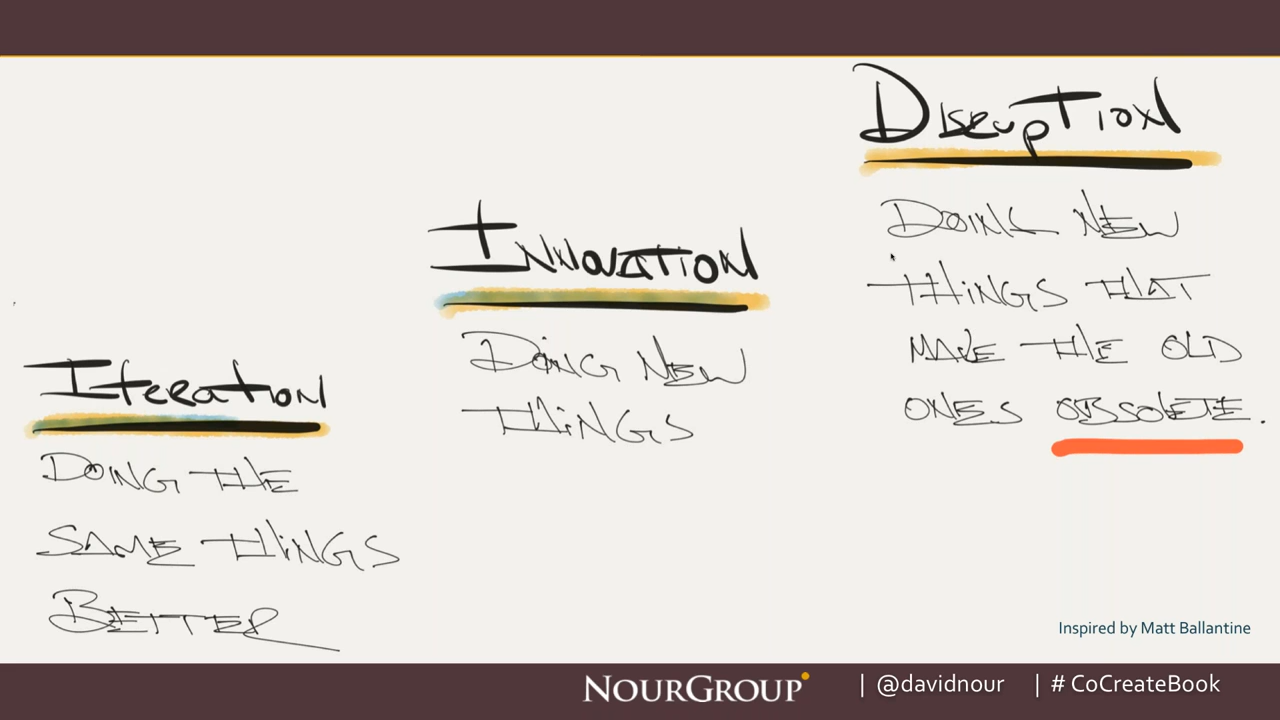 Iteration
DOING THE
SAME THINGS
BETTER
INNOVATION
DOING NEW
THINGS
DISRUPTION
DOING NEW
THINGS THAT
MAKE THE OLD
ONES OBSOLETE.
Inspired by Matt Ballantine
NOURGROUP | @davidnour | # CoCreateBook